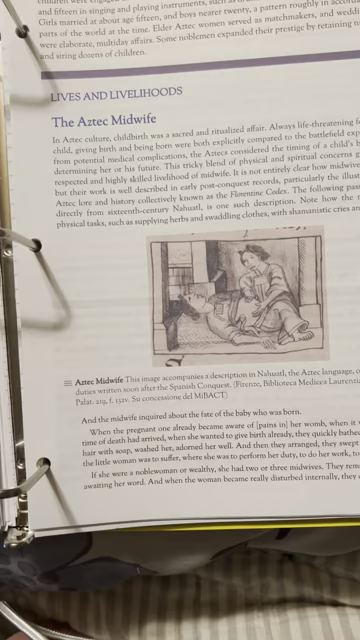 children were engaged
and fifteen in singing and playing instruments, such as
Girls married at about age fifteen, and boys nearer twenty, a pattern roughly in accord
parts of the world at the time. Elder Aztec women served as matchmakers, and wedd
were elaborate, multiday affairs. Some noblemen expanded their prestige by retaining
and siring dozens of children.
LIVES AND LIVELIHOODS
The Aztec Midwife
In Aztec culture, childbirth was a sacred and ritualized affair. Always life-threatening f
child, giving birth and being born were both explicitly compared to the battlefield exp
from potential medical complications, the Aztecs considered the timing of a child's b
determining her or his future. This tricky blend of physical and spiritual concerns g
respected and highly skilled livelihood of midwife. It is not entirely clear how midwive
but their work is well described in early post-conquest records, particularly the illust
Aztec lore and history collectively known as the Florentine Codex. The following pas
directly from sixteenth-century Nahuatl, is one such description. Note how the
physical tasks, such as supplying herbs and swaddling clothes, with shamanistic cries an
Aztec Midwife This image accompanies a description in Nahuatl, the Aztec language, o
duties written soon after the Spanish Conquest. (Firenze, Biblioteca Medicea Laurenz
Palat. 219, f. 132v. Su concessione del MiBACT)
And the midwife inquired about the fate of the baby who was born.
When the pregnant one already became aware of [pains in] her womb, when it
time of death had arrived, when she wanted to give birth already, they quickly bathed
hair with soap, washed her, adorned her well. And then they arranged, they swept
the little woman was to suffer, where she was to perform her duty, to do her work, to
If she were a noblewoman or wealthy, she had two or three midwives. They rem
awaiting her word. And when the woman became really disturbed internally, they